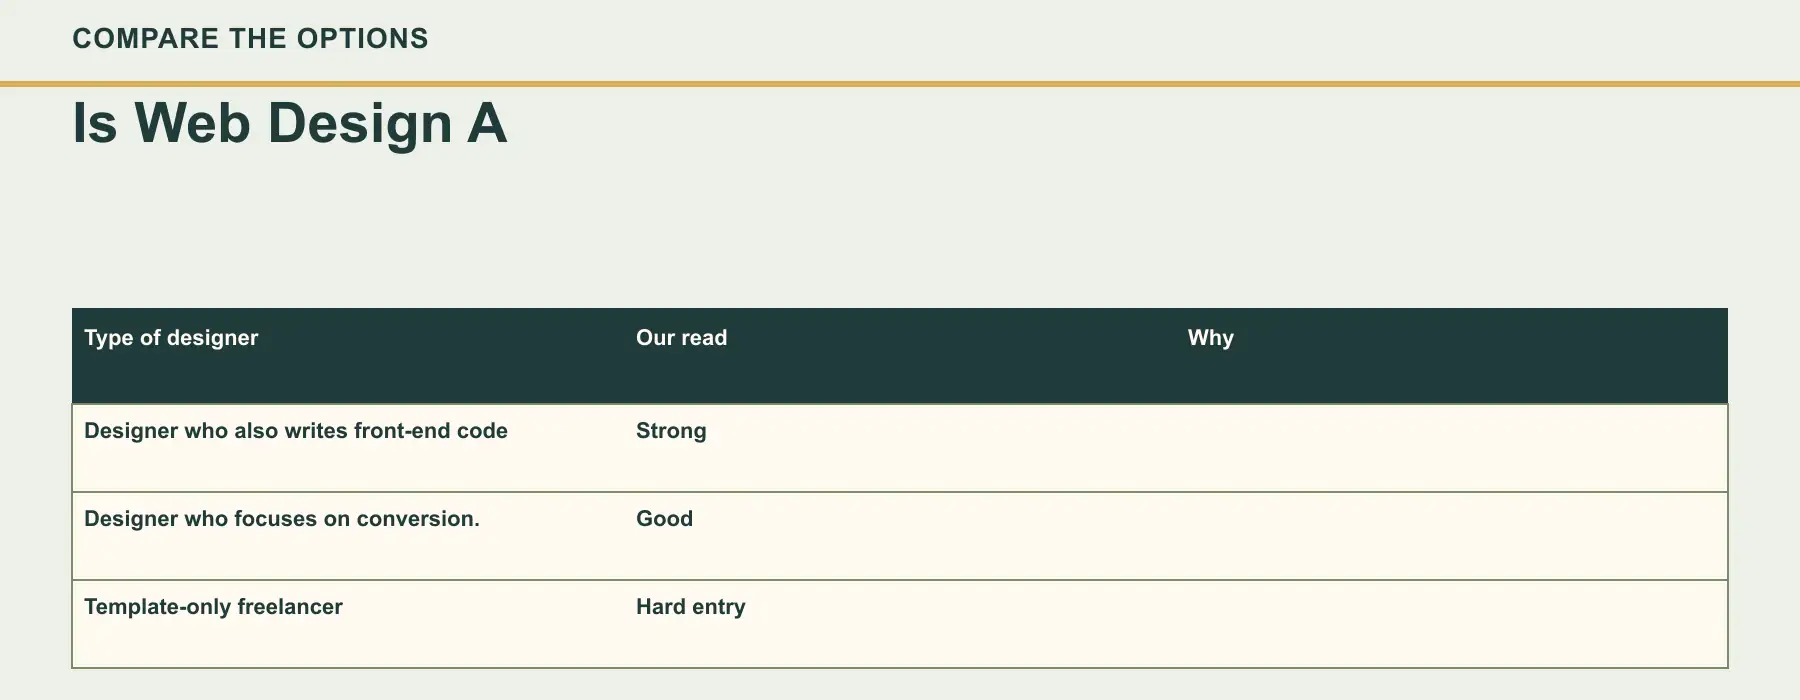 COMPARE THE OPTIONS
Is Web Design A
Type of designer Our read Why
Designer who also writes front-end code Strong
Designer who focuses on conversion. Good
Template-only freelancer Hard entry